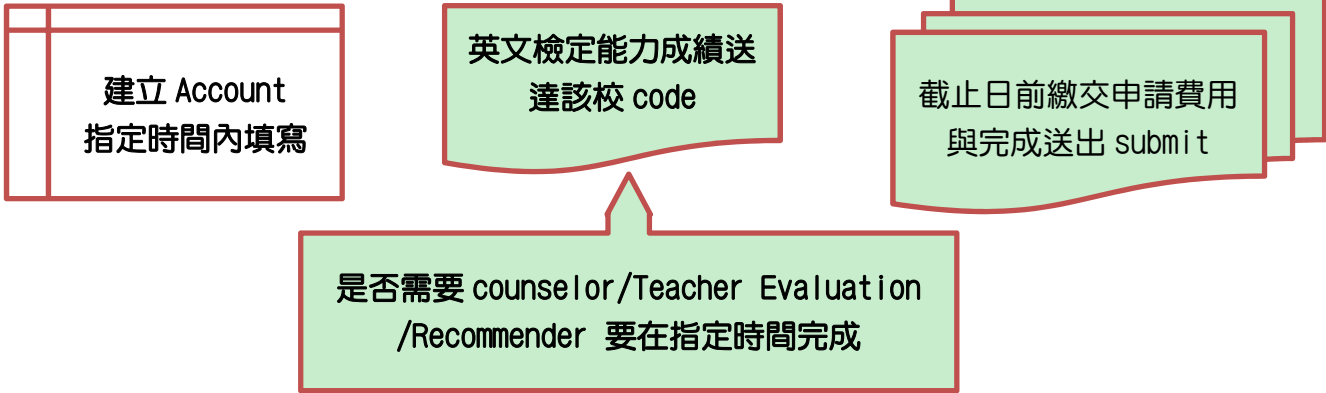 建立 Account
指定時間內填寫
英文檢定能力成績送
達該校 code
截止日前繳交申請費用
與完成送出 submit
是否需要 counselor/Teacher Evaluation
/Recommender 要在指定時間完成